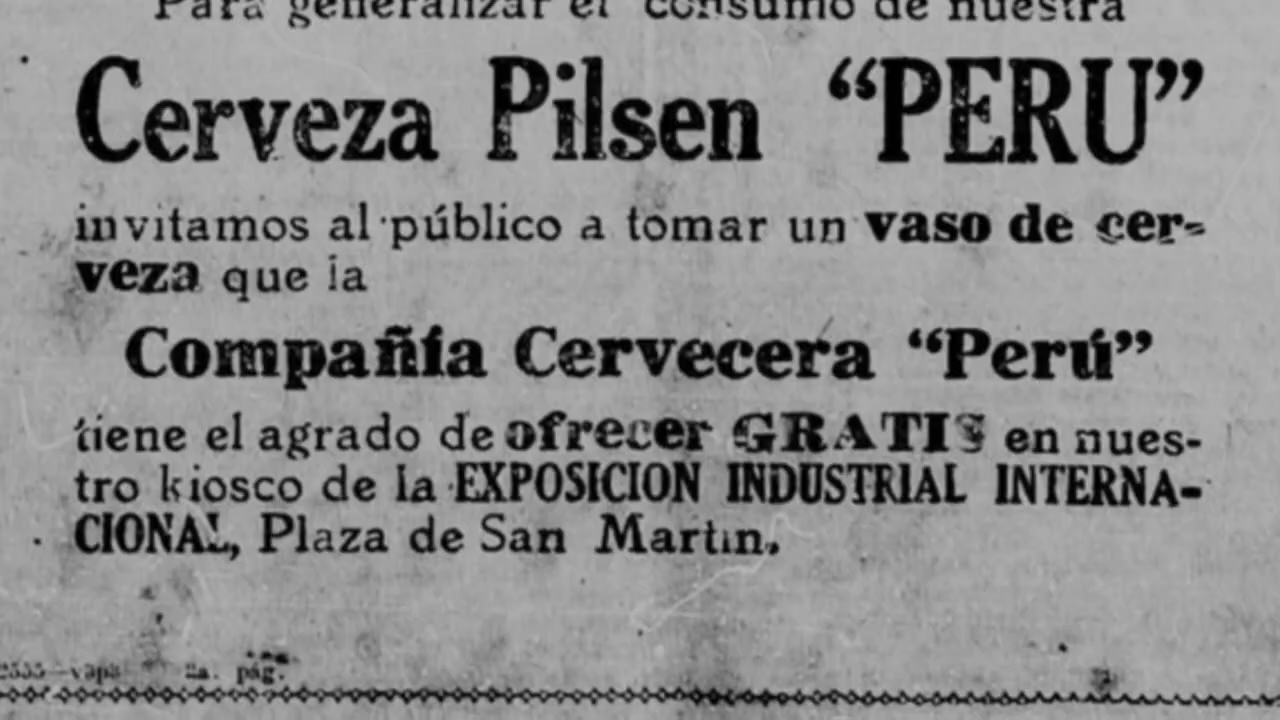 Para generalizar el consumo de nuestra
Cerveza Pilsen “PERU”
invitamos al público a tomar un vaso de cer-
veza que la
Compañía Cervecera “Perú”
tiene el agrado de ofrecer GRATIS en nues-
tro kiosco de la EXPOSICION INDUSTRIAL INTERNA-
CIONAL, Plaza de San Martin.
2a. pág.